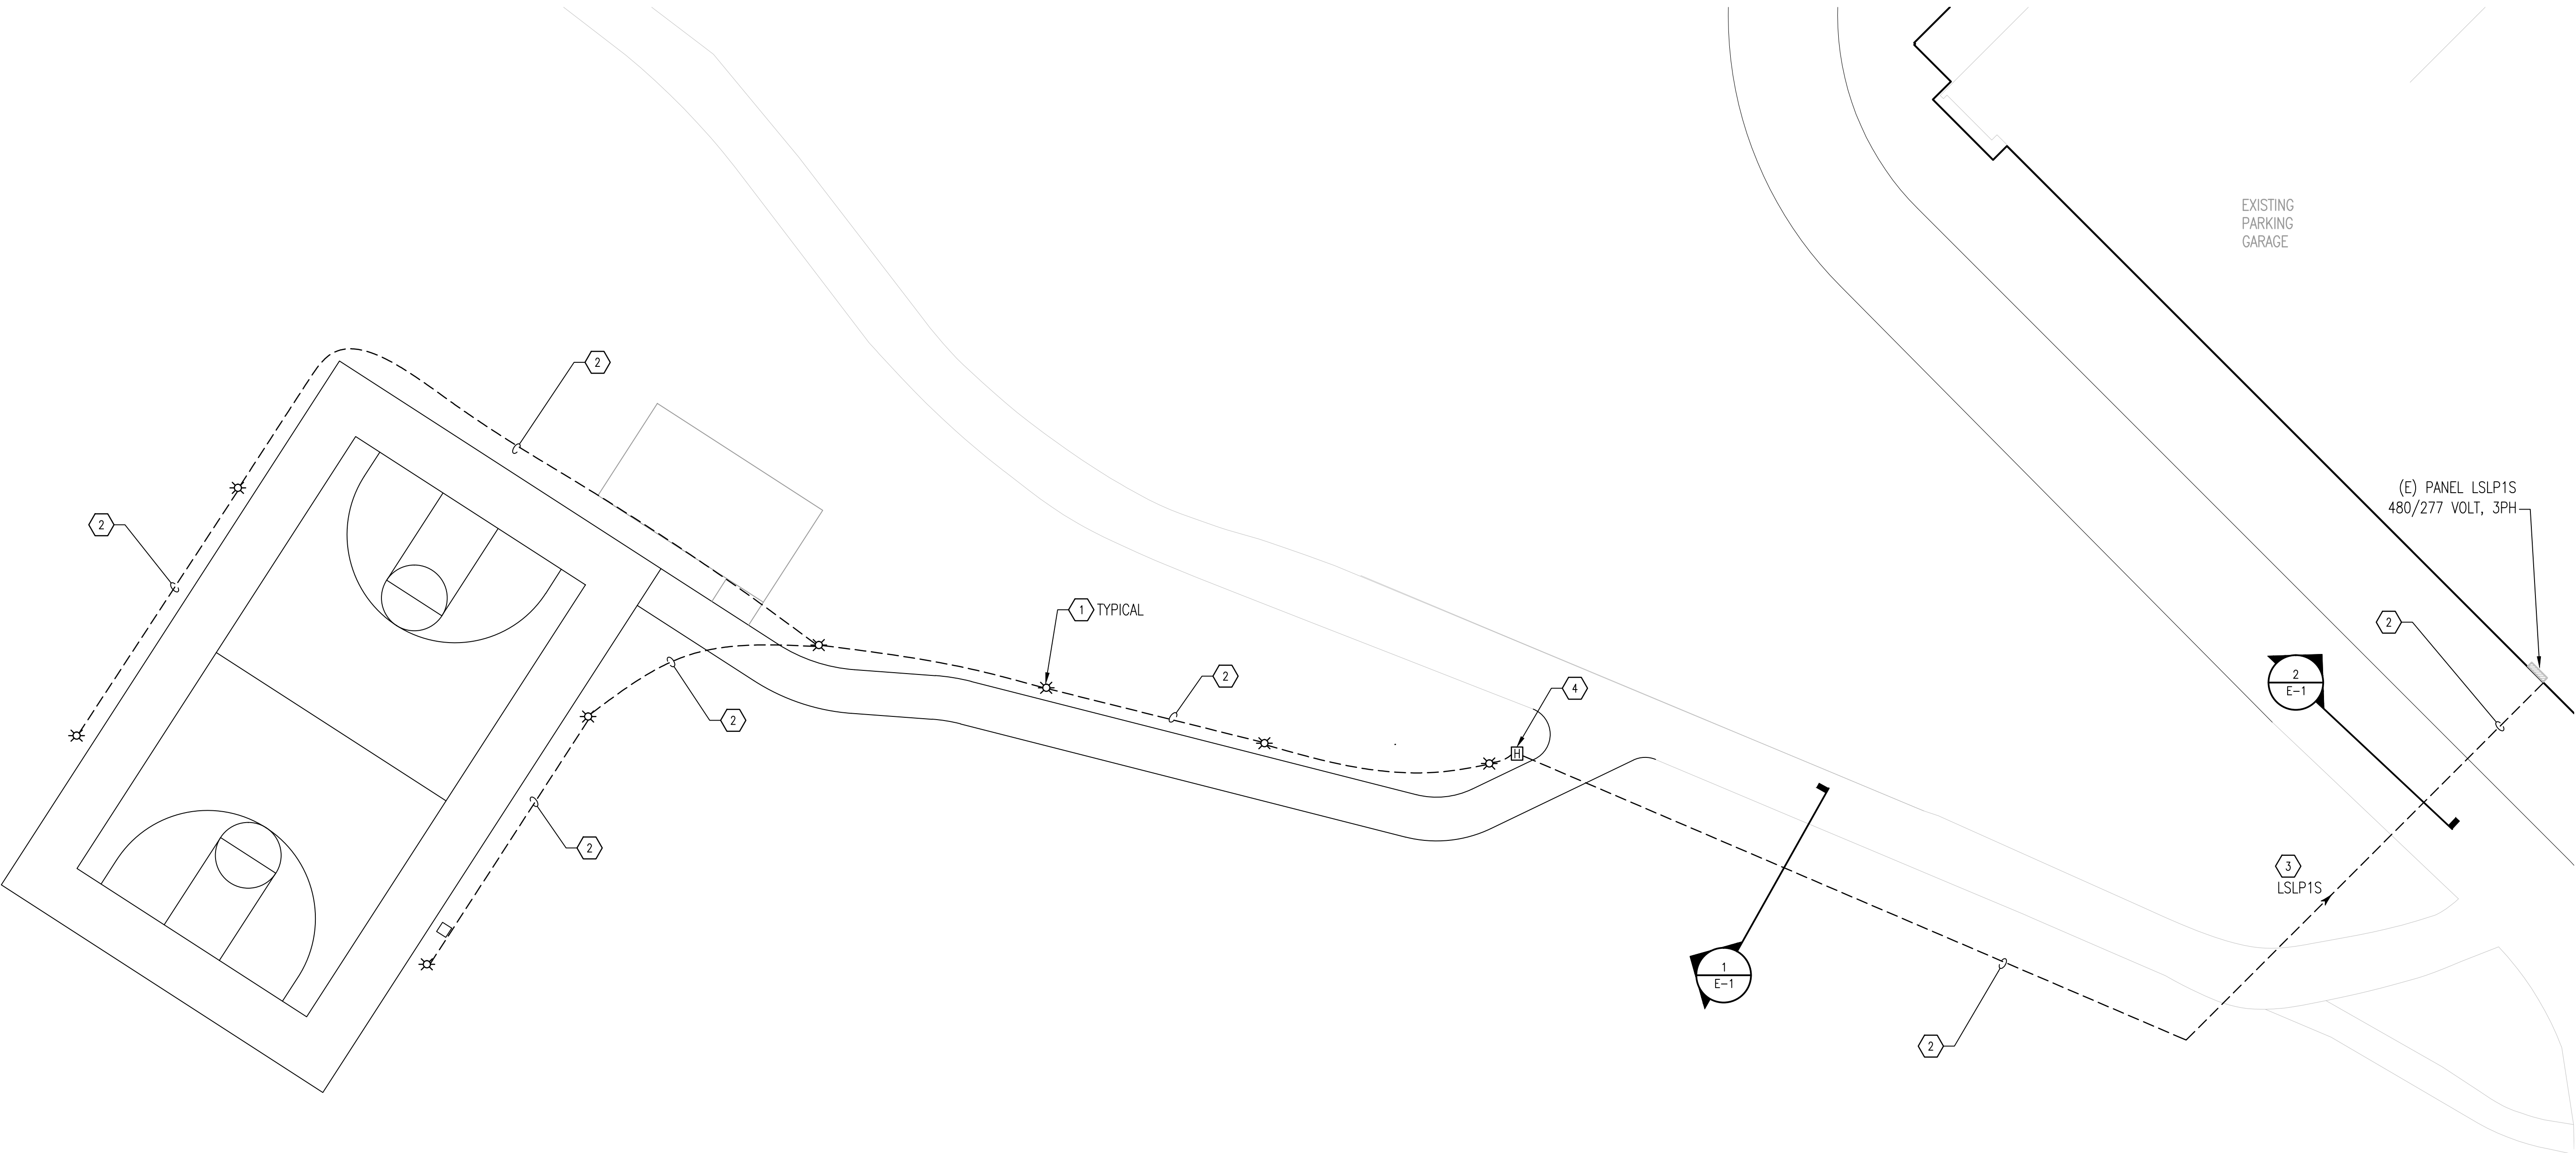 EXISTING
PARKING
GARAGE
2
(E) PANEL LSLP1S
480/277 VOLT, 3PH
2
1 TYPICAL
2
2
E-1
2
4
2
2
3
LSLP1S
H
1
E-1
2